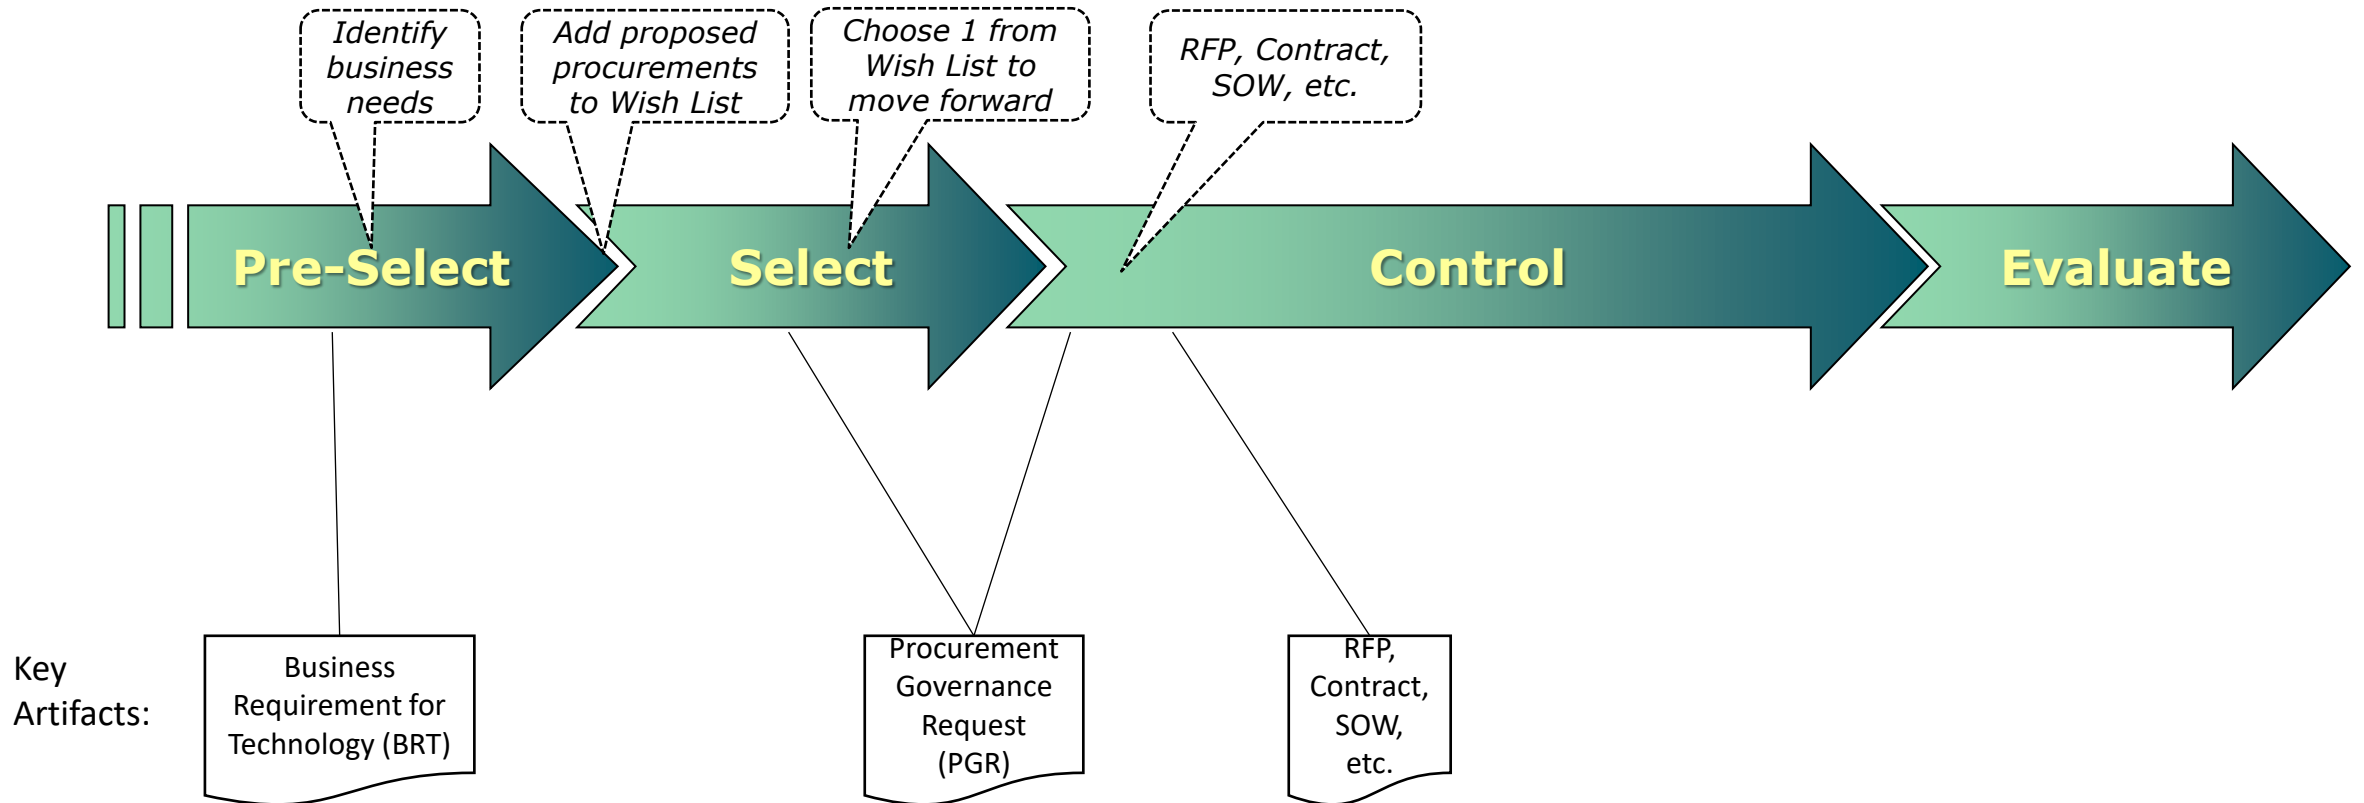 Identify
business
needs
Add proposed
procurements
to Wish List
Choose 1 from
Wish List to
move forward
RFP, Contract,
SOW, etc.
Pre-Select
Select
Control
Evaluate
Key
Artifacts:
Business
Requirement for
Technology (BRT)
Procurement
Governance
Request
(PGR)
RFP,
Contract,
SOW,
etc.